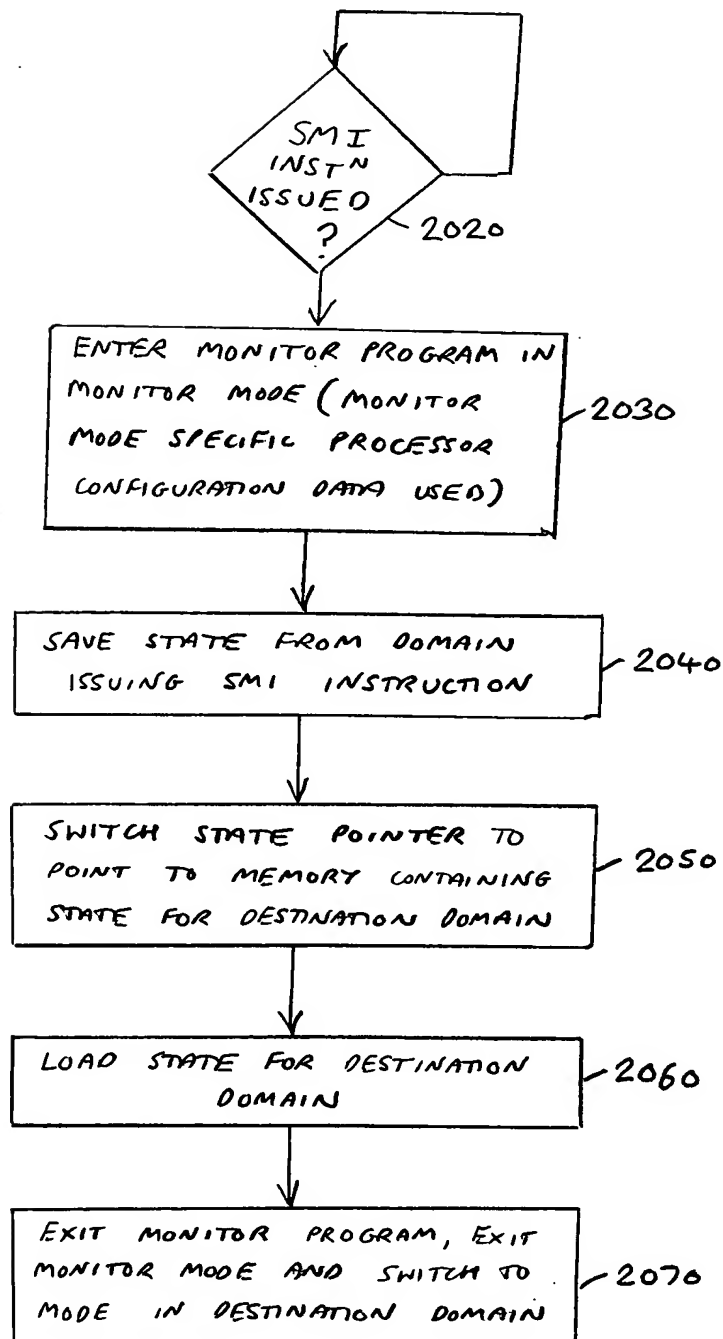 SMI
INSTN
ISSUED
?
2020
ENTER MONITOR PROGRAM IN
MONITOR MODE (MONITOR
MODE SPECIFIC PROCESSOR
CONFIGURATION DATA USED)
2030
SAVE STATE FROM DOMAIN
ISSUING SMI INSTRUCTION
2040
SWITCH STATE POINTER TO
POINT TO MEMORY CONTAINING
STATE FOR DESTINATION DOMAIN
2050
LOAD STATE FOR DESTINATION
DOMAIN
2060
EXIT MONITOR PROGRAM, EXIT
MONITOR MODE AND SWITCH TO
MODE IN DESTINATION DOMAIN
2070